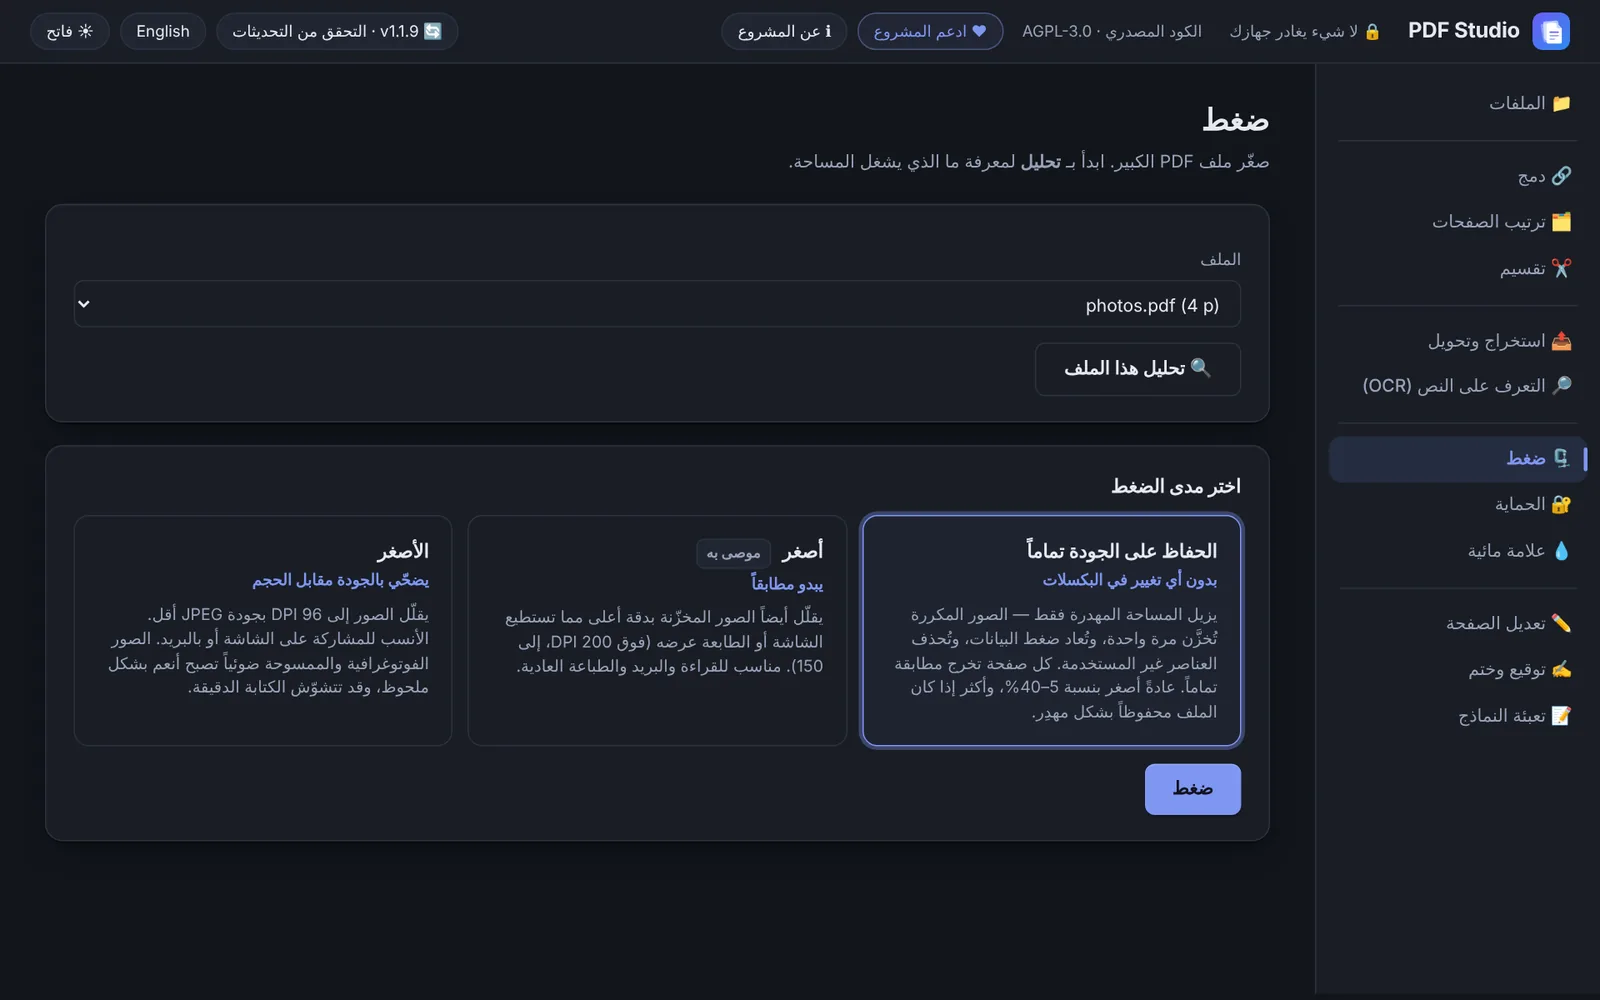 PDF Studio
🔒 لا شيء يغادر جهازك
الكود المصدري · AGPL-3.0
♥ ادعم المشروع
ℹ عن المشروع
🔄 v1.1.9 · التحقق من التحديثات
English
☀ فاتح
📁 الملفات
🔗 دمج
🗂️ ترتيب الصفحات
✂️ تقسيم
📤 استخراج وتحويل
🔎 التعرف على النص (OCR)
🗜️ ضغط
🔐 الحماية
💧 علامة مائية
✏️ تعديل الصفحة
✍️ توقيع وختم
📝 تعبئة النماذج
ضغط
صغّر ملف PDF الكبير. ابدأ بـ تحليل لمعرفة ما الذي يشغل المساحة.
الملف
photos.pdf (4 p)
🔍 تحليل هذا الملف
اختر مدى الضغط
الحفاظ على الجودة تماماً
بدون أي تغيير في البكسلات
يزيل المساحة المهدرة فقط — الصور المكررة
تُخزَّن مرة واحدة، وتُعاد ضغط البيانات، وتُحذف
العناصر غير المستخدمة. كل صفحة تخرج مطابقة
تماماً. عادةً أصغر بنسبة 5–40%، وأكثر إذا كان
الملف محفوظاً بشكل مهدِر.
أصغر موصى به
يبدو مطابقاً
يقلّل أيضاً الصور المخزّنة بدقة أعلى مما تستطيع
الشاشة أو الطابعة عرضه (فوق 200 DPI، إلى
150). مناسب للقراءة والبريد والطباعة العادية.
الأصغر
يضحّي بالجودة مقابل الحجم
يقلّل الصور إلى 96 DPI بجودة JPEG أقل.
الأنسب للمشاركة على الشاشة أو بالبريد. الصور
الفوتوغرافية والممسوحة ضوئياً تصبح أنعم بشكل
ملحوظ، وقد تتشوّش الكتابة الدقيقة.
ضغط